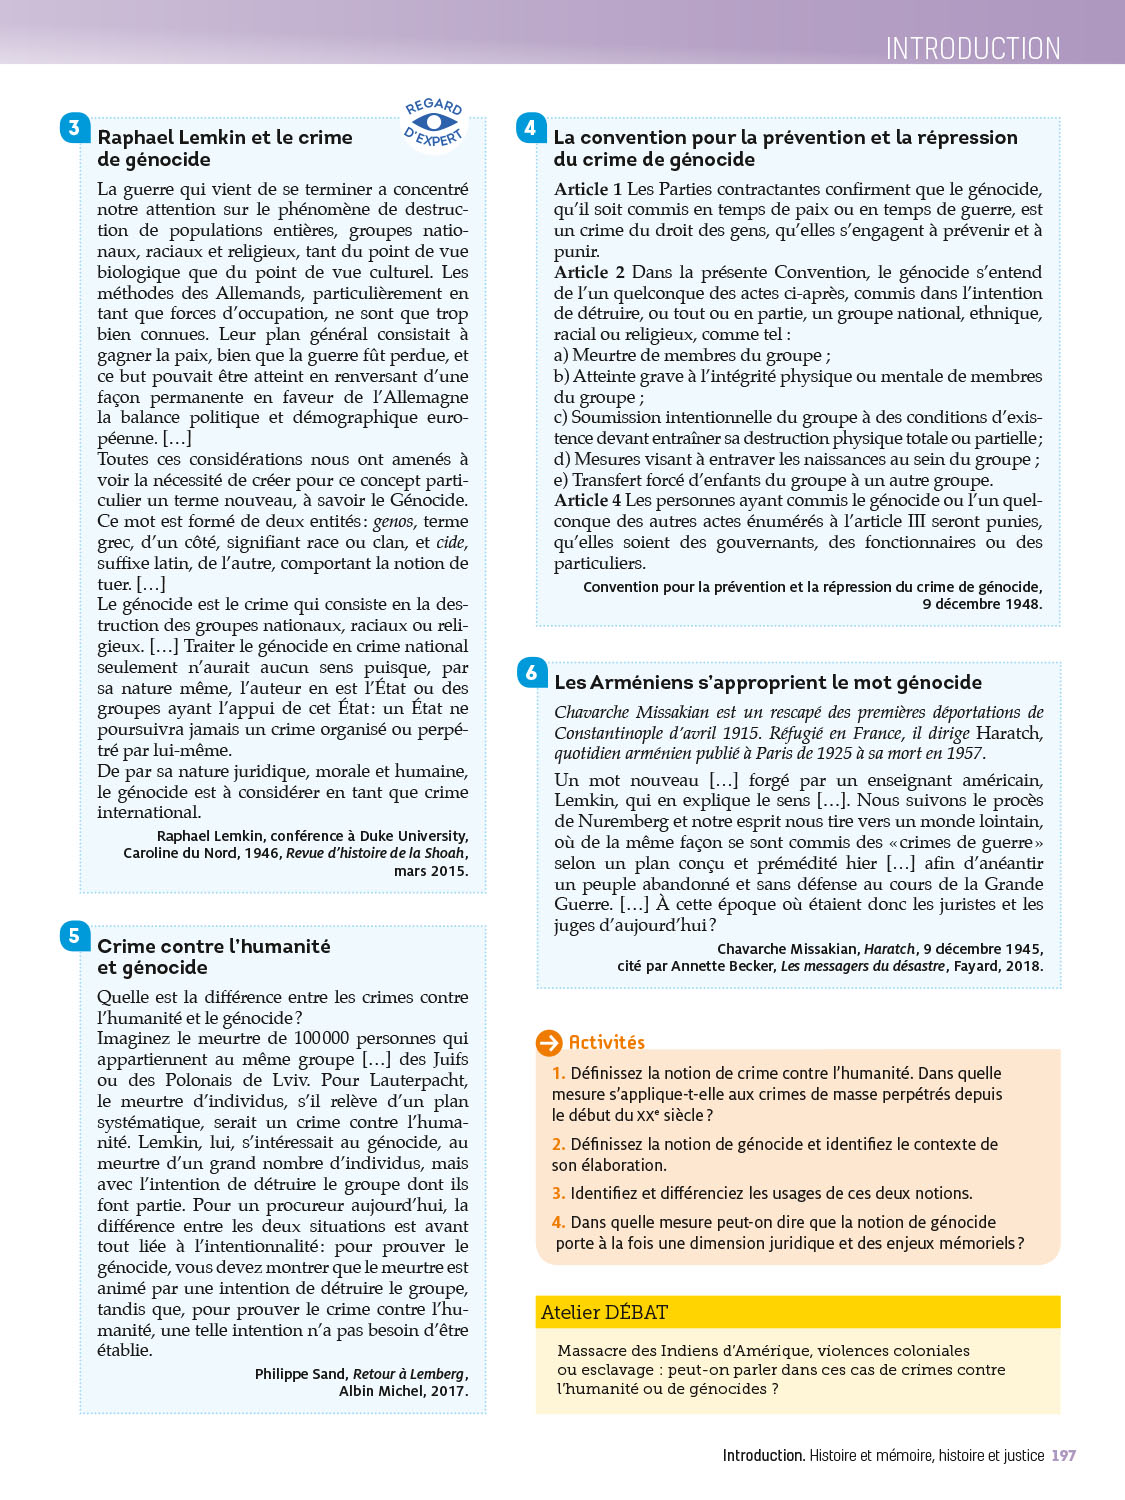 INTRODUCTION
3
REGARD
D'EXPERT
Raphael Lemkin et le crime
de génocide
La guerre qui vient de se terminer a concentré
notre attention sur le phénomène de destruc-
tion de populations entières, groupes natio-
naux, raciaux et religieux, tant du point de vue
biologique que du point de vue culturel. Les
méthodes des Allemands, particulièrement en
tant que forces d'occupation, ne sont que trop
bien connues. Leur plan général consistait à
gagner la paix, bien que la guerre fût perdue, et
ce but pouvait être atteint en renversant d'une
façon permanente en faveur de l'Allemagne
la balance politique et démographique euro-
péenne. […]
Toutes ces considérations nous ont amenés à
voir la nécessité de créer pour ce concept parti-
culier un terme nouveau, à savoir le Génocide.
Ce mot est formé de deux entités : genos, terme
grec, d'un côté, signifiant race ou clan, et cide,
suffixe latin, de l'autre, comportant la notion de
tuer. […]
Le génocide est le crime qui consiste en la des-
truction des groupes nationaux, raciaux ou reli-
gieux. […] Traiter le génocide en crime national
seulement n'aurait aucun sens puisque, par
sa nature même, l'auteur en est l'État ou des
groupes ayant l'appui de cet État : un État ne
poursuivra jamais un crime organisé ou perpé-
tré par lui-même.
De par sa nature juridique, morale et humaine,
le génocide est à considérer en tant que crime
international.
Raphael Lemkin, conférence à Duke University,
Caroline du Nord, 1946, Revue d'histoire de la Shoah,
mars 2015.
5
Crime contre l'humanité
et génocide
Quelle est la différence entre les crimes contre
l'humanité et le génocide ?
Imaginez le meurtre de 100 000 personnes qui
appartiennent au même groupe […] des Juifs
ou des Polonais de Lviv. Pour Lauterpacht,
le meurtre d'individus, s'il relève d'un plan
systématique, serait un crime contre l'huma-
nité. Lemkin, lui, s'intéressait au génocide, au
meurtre d'un grand nombre d'individus, mais
avec l'intention de détruire le groupe dont ils
font partie. Pour un procureur aujourd'hui, la
différence entre les deux situations est avant
tout liée à l'intentionnalité : pour prouver le
génocide, vous devez montrer que le meurtre est
animé par une intention de détruire le groupe,
tandis que, pour prouver le crime contre l'hu-
manité, une telle intention n'a pas besoin d'être
établie.
Philippe Sand, Retour à Lemberg,
Albin Michel, 2017.
4
La convention pour la prévention et la répression
du crime de génocide
Article 1 Les Parties contractantes confirment que le génocide,
qu'il soit commis en temps de paix ou en temps de guerre, est
un crime du droit des gens, qu'elles s'engagent à prévenir et à
punir.
Article 2 Dans la présente Convention, le génocide s'entend
de l'un quelconque des actes ci-après, commis dans l'intention
de détruire, ou tout ou en partie, un groupe national, ethnique,
racial ou religieux, comme tel :
a) Meurtre de membres du groupe ;
b) Atteinte grave à l'intégrité physique ou mentale de membres
du groupe ;
c) Soumission intentionnelle du groupe à des conditions d'exis-
tence devant entraîner sa destruction physique totale ou partielle ;
d) Mesures visant à entraver les naissances au sein du groupe ;
e) Transfert forcé d'enfants du groupe à un autre groupe.
Article 4 Les personnes ayant commis le génocide ou l'un quel-
conque des autres actes énumérés à l'article III seront punies,
qu'elles soient des gouvernants, des fonctionnaires ou des
particuliers.
Convention pour la prévention et la répression du crime de génocide,
9 décembre 1948.
6
Les Arméniens s'approprient le mot génocide
Chavarche Missakian est un rescapé des premières déportations de
Constantinople d'avril 1915. Réfugié en France, il dirige Haratch,
quotidien arménien publié à Paris de 1925 à sa mort en 1957.
Un mot nouveau […] forgé par un enseignant américain,
Lemkin, qui en explique le sens […]. Nous suivons le procès
de Nuremberg et notre esprit nous tire vers un monde lointain,
où de la même façon se sont commis des « crimes de guerre »
selon un plan conçu et prémédité hier […] afin d'anéantir
un peuple abandonné et sans défense au cours de la Grande
Guerre. […] À cette époque où étaient donc les juristes et les
juges d'aujourd'hui ?
Chavarche Missakian, Haratch, 9 décembre 1945,
cité par Annette Becker, Les messagers du désastre, Fayard, 2018.
Activités
1. Définissez la notion de crime contre l'humanité. Dans quelle
mesure s'applique-t-elle aux crimes de masse perpétrés depuis
le début du XXe siècle ?
2. Définissez la notion de génocide et identifiez le contexte de
son élaboration.
3. Identifiez et différenciez les usages de ces deux notions.
4. Dans quelle mesure peut-on dire que la notion de génocide
porte à la fois une dimension juridique et des enjeux mémoriels ?
Atelier DÉBAT
Massacre des Indiens d'Amérique, violences coloniales
ou esclavage : peut-on parler dans ces cas de crimes contre
l'humanité ou de génocides ?
Introduction. Histoire et mémoire, histoire et justice 197